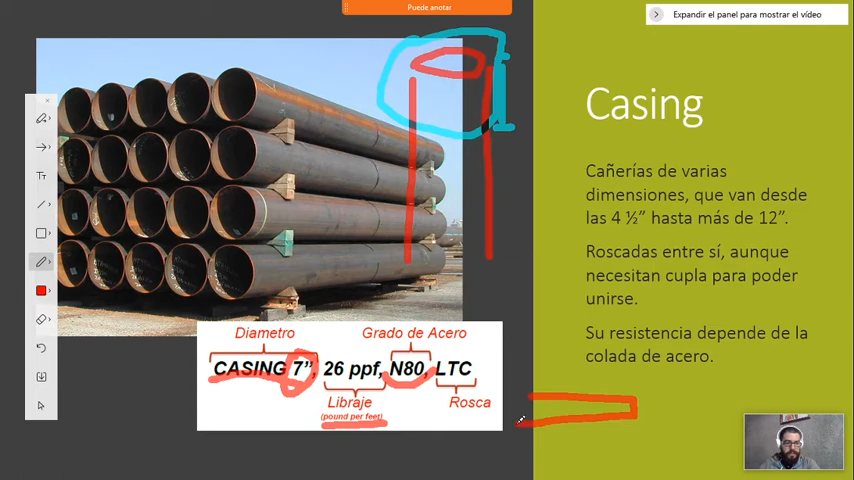 Puede anotar
Expandir el panel para mostrar el vídeo
Casing
Cañerías de varias
dimensiones, que van desde
las 4 ½” hasta más de 12”.
Roscadas entre sí, aunque
necesitan cupla para poder
unirse.
Su resistencia depende de la
colada de acero.
Diametro
Grado de Acero
CASING 7”, 26 ppf, N80, LTC
Libraje
Rosca
(pound per feet)